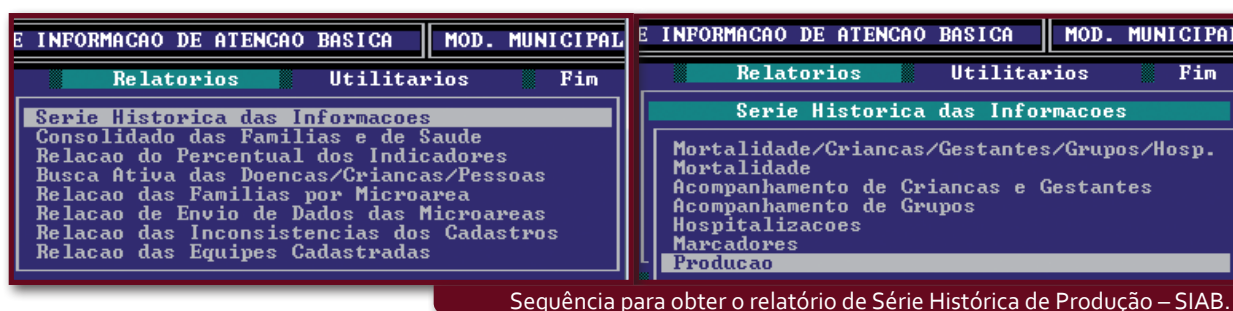 E INFORMACAO DE ATENCAO BASICA MOD. MUNICIPAL
Relatorios Utilitarios Fim
Serie Historica das Informacoes
Consolidado das Familias e de Saude
Relacao do Percentual dos Indicadores
Busca Ativa das Doencas/Criancas/Pessoas
Relacao das Familias por Microarea
Relacao de Envio de Dados das Microareas
Relacao das Inconsistencias dos Cadastros
Relacao das Equipes Cadastradas
E INFORMACAO DE ATENCAO BASICA MOD. MUNICIPAL
Relatorios Utilitarios Fim
Serie Historica das Informacoes
Mortalidade/Criancas/Gestantes/Grupos/Hosp.
Mortalidade
Acompanhamento de Criancas e Gestantes
Acompanhamento de Grupos
Hospitalizacoes
Marcadores
Producao
Sequência para obter o relatório de Série Histórica de Produção – SIAB.